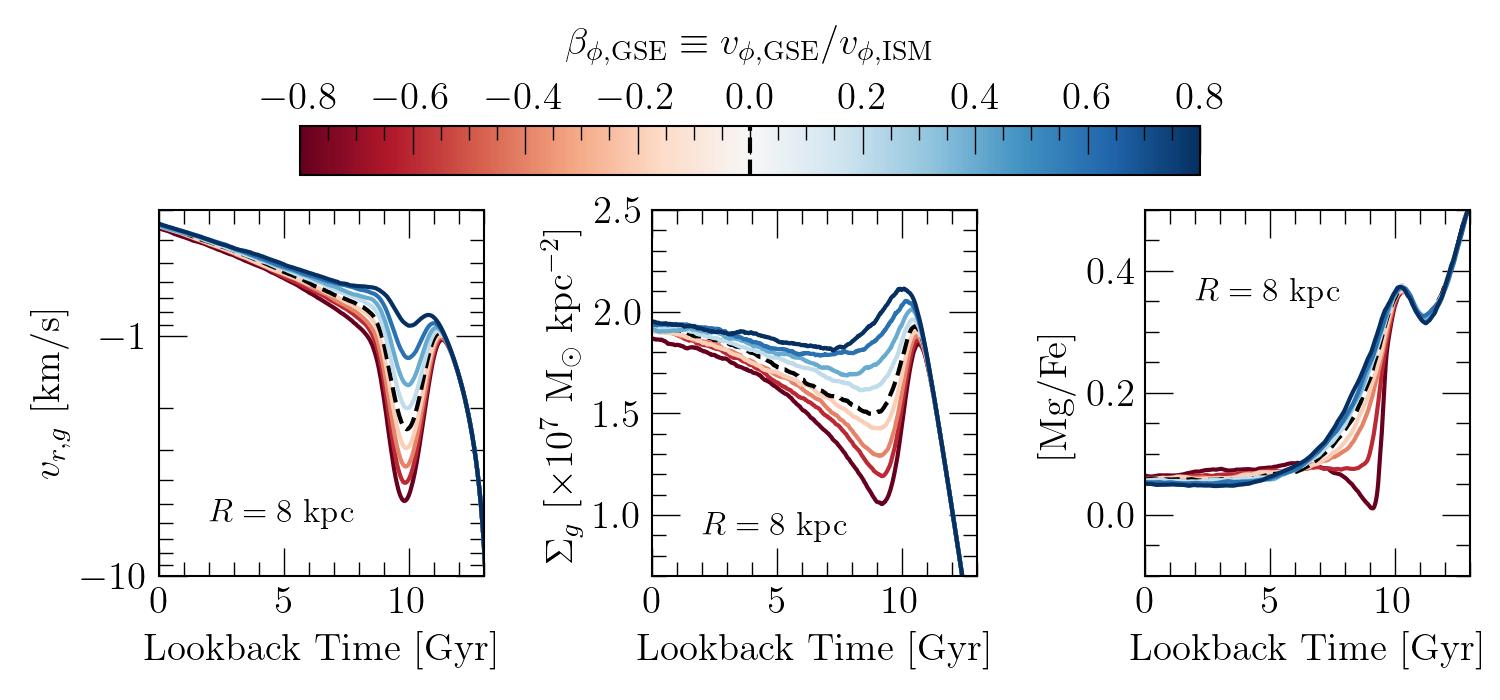 β_{ϕ,GSE} ≡ v_{ϕ,GSE}/v_{ϕ,ISM}
−0.8 −0.6 −0.4 −0.2 0.0 0.2 0.4 0.6 0.8
v_{r,g} [km/s]
−1
−10
R = 8 kpc
0 5 10
Lookback Time [Gyr]
Σ_g [×10^7 M_⊙ kpc^{−2}]
2.5
2.0
1.5
1.0
R = 8 kpc
0 5 10
Lookback Time [Gyr]
[Mg/Fe]
0.4
0.2
0.0
R = 8 kpc
0 5 10
Lookback Time [Gyr]